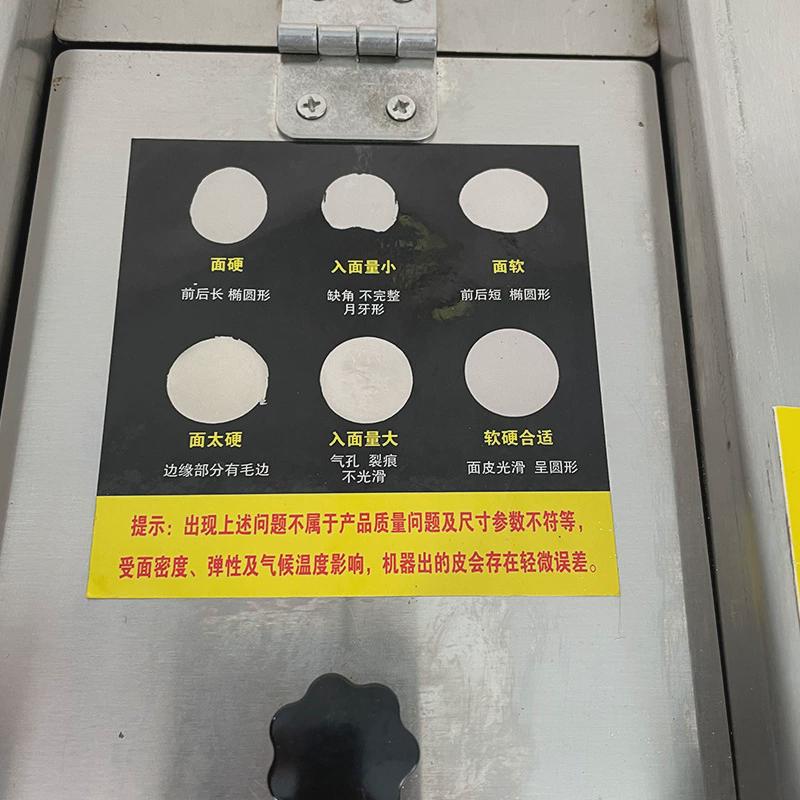 面硬
入面量小
面软
前后长 椭圆形
缺角 不完整
月牙形
前后短 椭圆形
面太硬
入面量大
软硬合适
边缘部分有毛边
气孔 裂痕
不光滑
面皮光滑 呈圆形
提示：出现上述问题不属于产品质量问题及尺寸参数不符等，
受面密度、弹性及气候温度影响，机器出的皮会存在轻微误差。